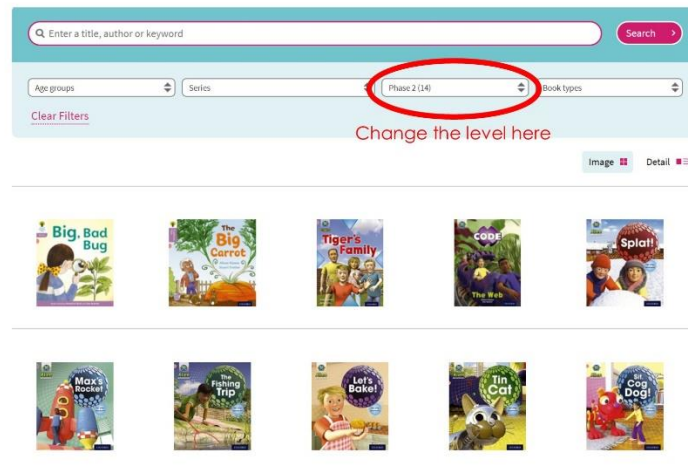 Enter a title, author or keyword
Search
Age groups
Series
Phase 2 (14)
Book types
Clear Filters
Change the level here
Image
Detail
Big, Bad
Bug
The
Big
Carrot
Tiger's
Family
CODE
The Web
Splat!
Max's
Rocket
The
Fishing
Trip
Let's
Bake!
Tin
Cat
Sit,
Cog
Dog!